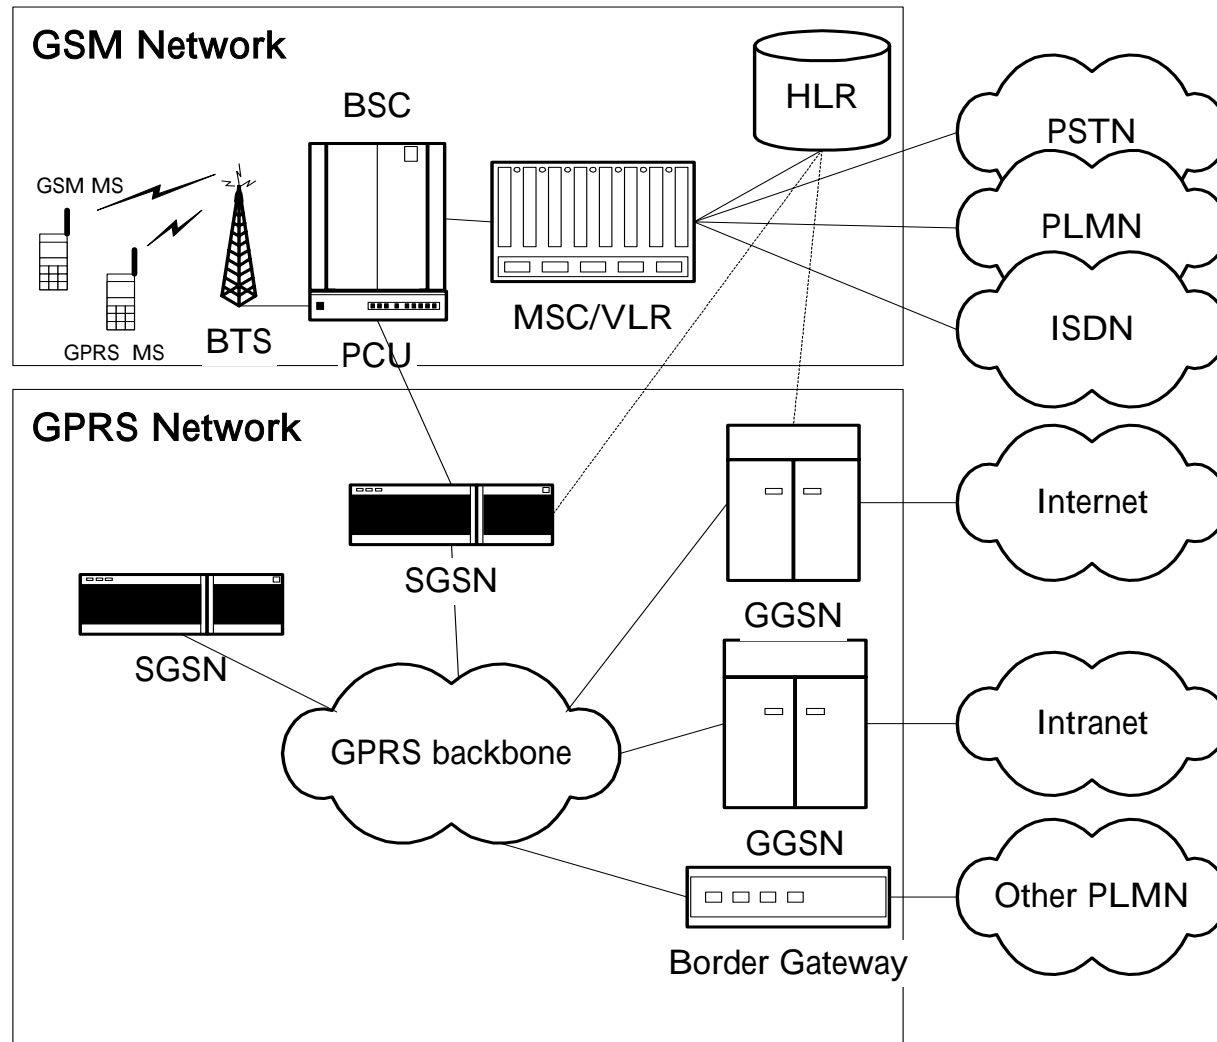 GSM Network
HLR
BSC
PSTN
GSM MS
PLMN
MSC/VLR
ISDN
BTS
GPRS MS
PCU
GPRS Network
Internet
SGSN
GGSN
SGSN
Intranet
GPRS backbone
GGSN
Other PLMN
Border Gateway